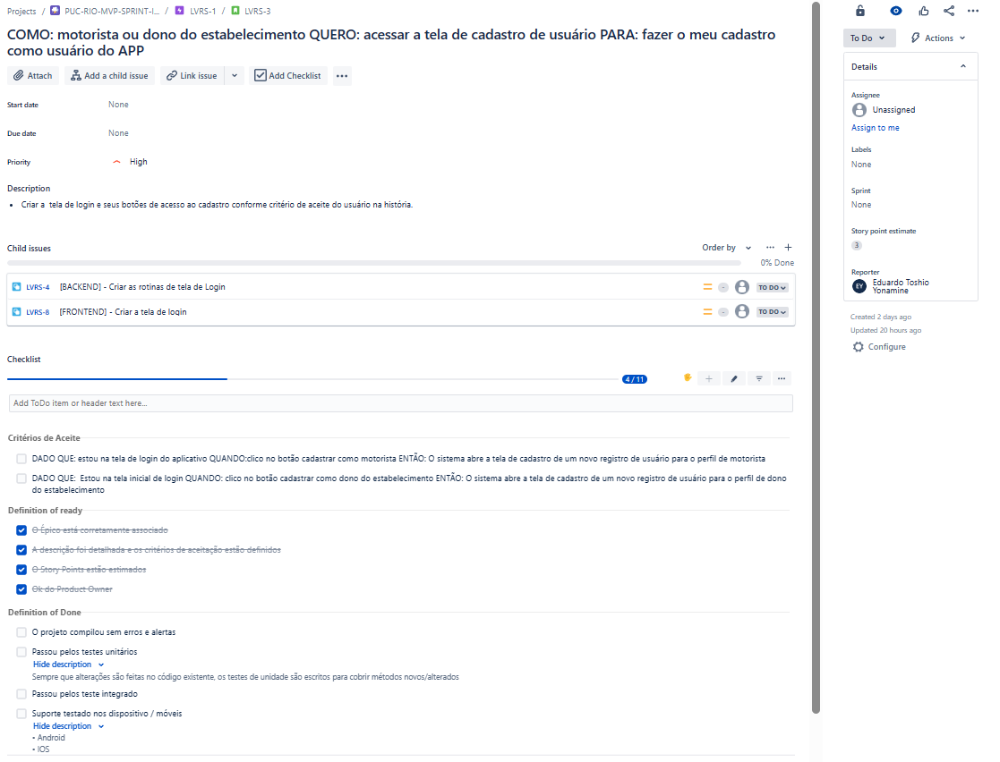 Projects / PUC-RIO-MVP-SPRINT-I... / LVRS-1 / LVRS-3
COMO: motorista ou dono do estabelecimento QUERO: acessar a tela de cadastro de usuário PARA: fazer o meu cadastro
como usuário do APP
Attach Add a child issue Link issue Add Checklist
Start date None
Due date None
Priority High
Description
• Criar a tela de login e seus botões de acesso ao cadastro conforme critério de aceite do usuário na história.
Child issues Order by
0% Done
LVRS-4 [BACKEND] - Criar as rotinas de tela de Login - TO DO
LVRS-8 [FRONTEND] - Criar a tela de login - TO DO
Checklist
4 / 11
Add ToDo item or header text here...
Critérios de Aceite
DADO QUE: estou na tela de login do aplicativo QUANDO:clico no botão cadastrar como motorista ENTÃO: O sistema abre a tela de cadastro de um novo registro de usuário para o perfil de motorista
DADO QUE: Estou na tela inicial de login QUANDO: clico no botão cadastrar como dono do estabelecimento ENTÃO: O sistema abre a tela de cadastro de um novo registro de usuário para o perfil de dono
do estabelecimento
Definition of ready
O Épico está corretamente associado
A descrição foi detalhada e os critérios de aceitação estão definidos
O Story Points estão estimados
Ok do Product Owner
Definition of Done
O projeto compilou sem erros e alertas
Passou pelos testes unitários
Hide description
Sempre que alterações são feitas no código existente, os testes de unidade são escritos para cobrir métodos novos/alterados
Passou pelos teste integrado
Suporte testado nos dispositivo / móveis
Hide description
• Android
• IOS
To Do Actions
Details
Assignee
Unassigned
Assign to me
Labels
None
Sprint
None
Story point estimate
3
Reporter
EY Eduardo Toshio
Yonamine
Created 2 days ago
Updated 20 hours ago
Configure